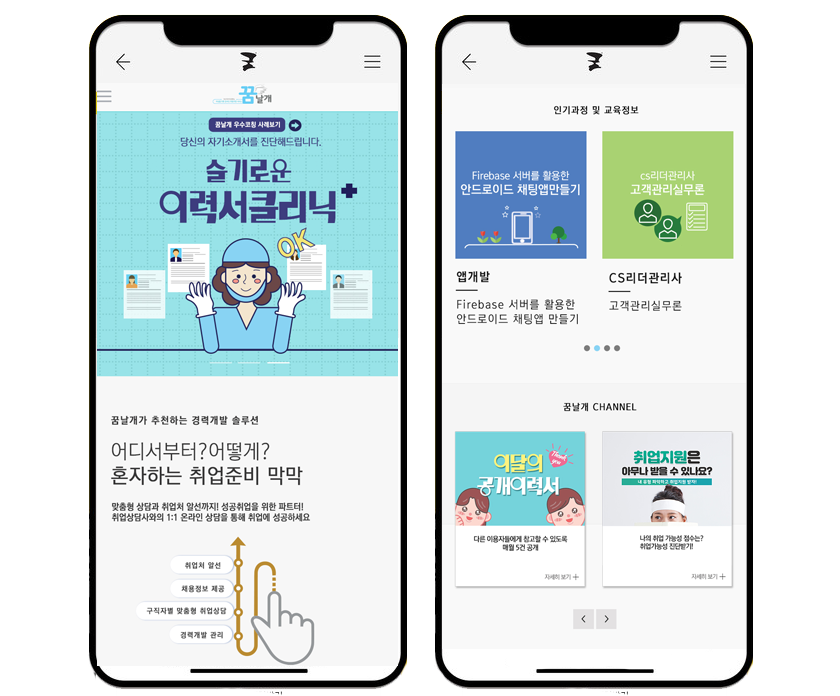 꿈날개
꿈날개 우수코칭 사례보기
당신의 자기소개서를 진단해드립니다.
슬기로운
이력서클리닉
OK
꿈날개가 추천하는 경력개발 솔루션
어디서부터?어떻게?
혼자하는 취업준비 막막
맞춤형 상담과 취업처 알선까지! 성공취업을 위한 파트터!
취업상담사와의 1:1 온라인 상담을 통해 취업에 성공하세요
취업처 알선
채용정보 제공
구직자별 맞춤형 취업상담
경력개발 관리
인기과정 및 교육정보
Firebase 서버를 활용한
안드로이드 채팅앱만들기
cs리더관리사
고객관리실무론
앱개발
Firebase 서버를 활용한
안드로이드 채팅앱 만들기
CS리더관리사
고객관리실무론
꿈날개 CHANNEL
이달의
공개이력서
Thank you
다른 이용자들에게 참고할 수 있도록
매월 5건 공개
자세히 보기
취업지원은
아무나 받을 수 있나요?
나의 취업 가능성 점수는?
취업가능성 진단받기!
자세히 보기